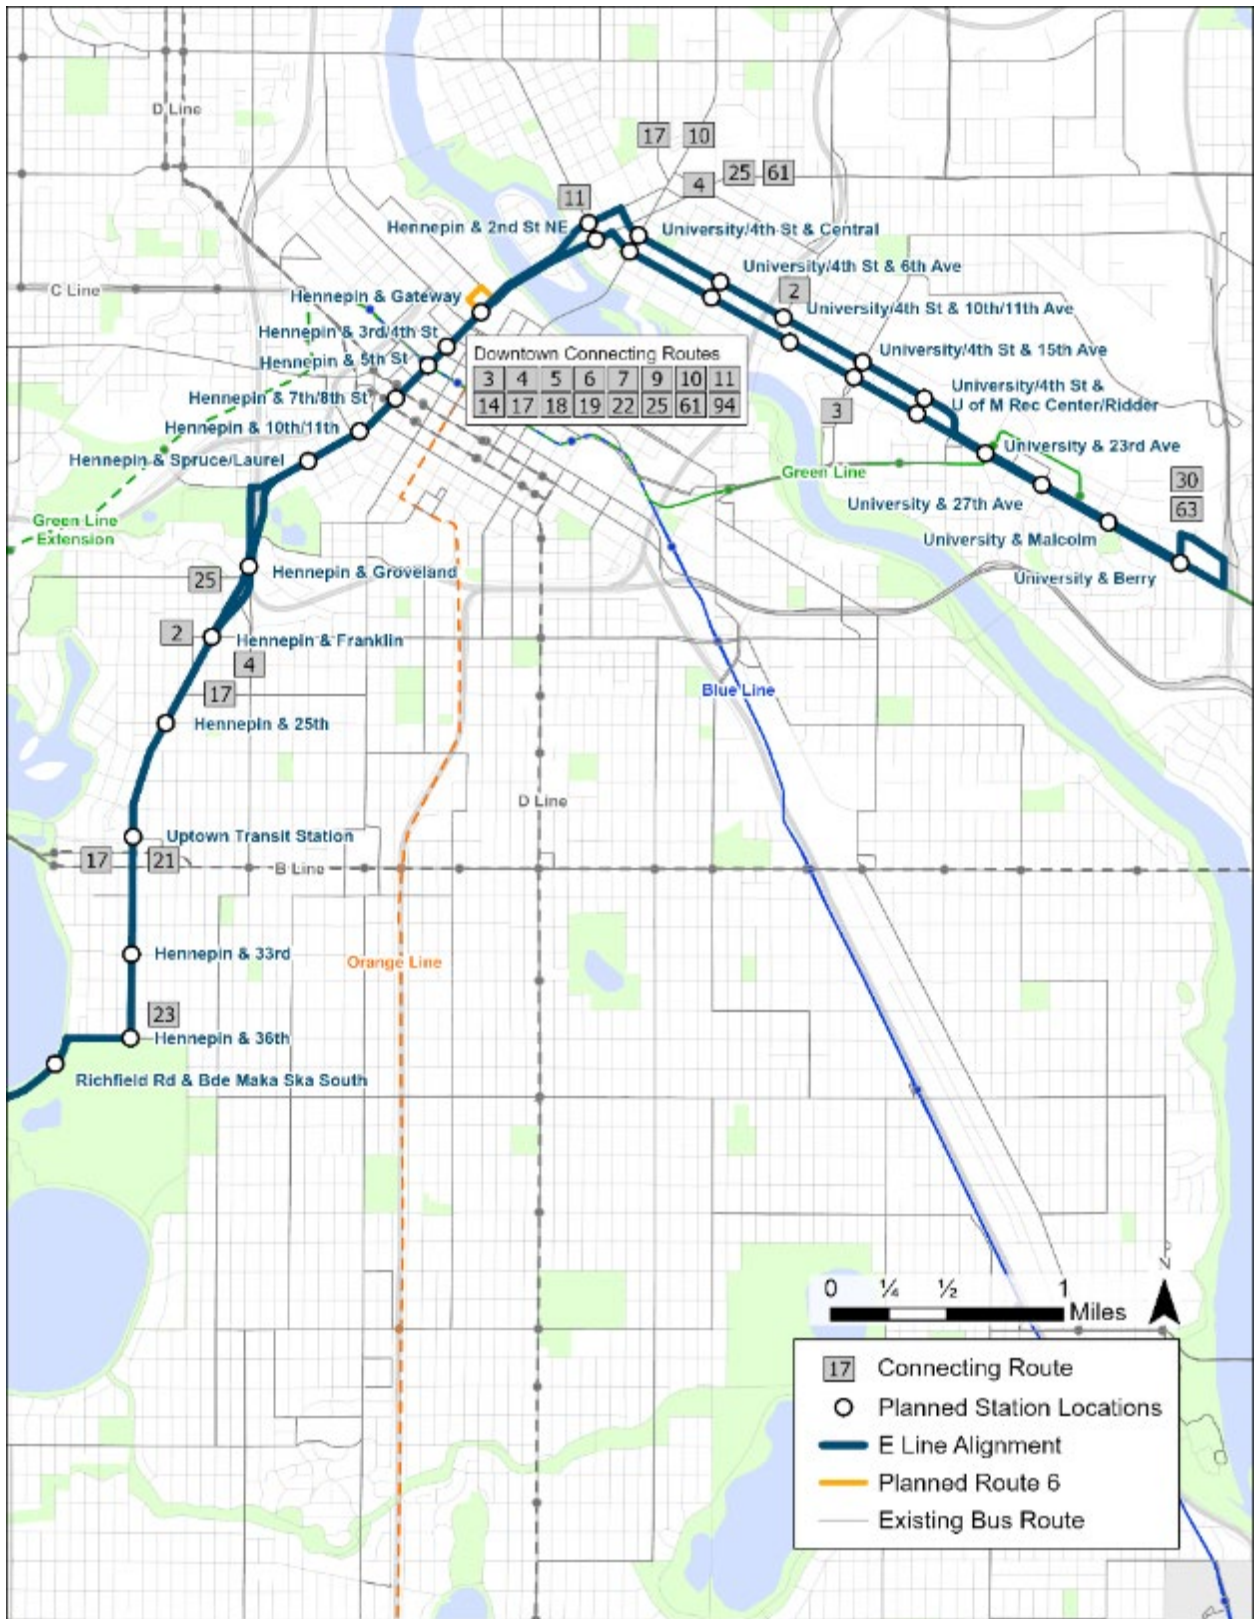 D Line
17 10
25 61
4
11
Hennepin & 2nd St NE
University/4th St & Central
University/4th St & 6th Ave
C Line
Hennepin & Gateway
2
University/4th St & 10th/11th Ave
Hennepin & 3rd/4th St
Hennepin & 5th St
Downtown Connecting Routes
3 4 5 6 7 9 10 11
14 17 18 19 22 25 61 94
University/4th St & 15th Ave
Hennepin & 7th/8th St
University/4th St &
U of M Rec Center/Ridder
3
Hennepin & 10th/11th
University & 23rd Ave
Hennepin & Spruce/Laurel
Green Line
30
63
University & 27th Ave
Green Line
Extension
University & Malcolm
Hennepin & Groveland
25
University & Berry
2
Hennepin & Franklin
4
17
Blue Line
Hennepin & 25th
D Line
Uptown Transit Station
17 21
B Line
Hennepin & 33rd
Orange Line
23
Hennepin & 36th
Richfield Rd & Bde Maka Ska South
N
0 ¼ ½ 1
Miles
17 Connecting Route
Planned Station Locations
E Line Alignment
Planned Route 6
Existing Bus Route